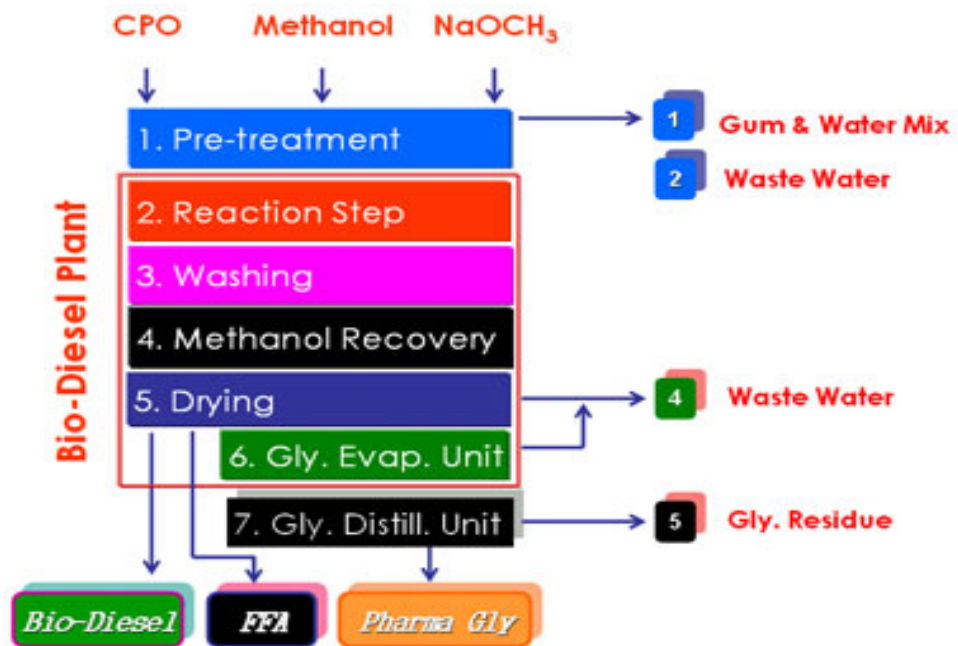 CPO Methanol NaOCH₃
1. Pre-treatment
1 Gum & Water Mix
2 Waste Water
Bio-Diesel Plant
2. Reaction Step
3. Washing
4. Methanol Recovery
5. Drying
4 Waste Water
6. Gly. Evap. Unit
7. Gly. Distill. Unit
5 Gly. Residue
Bio-Diesel FFA Pharma Gly